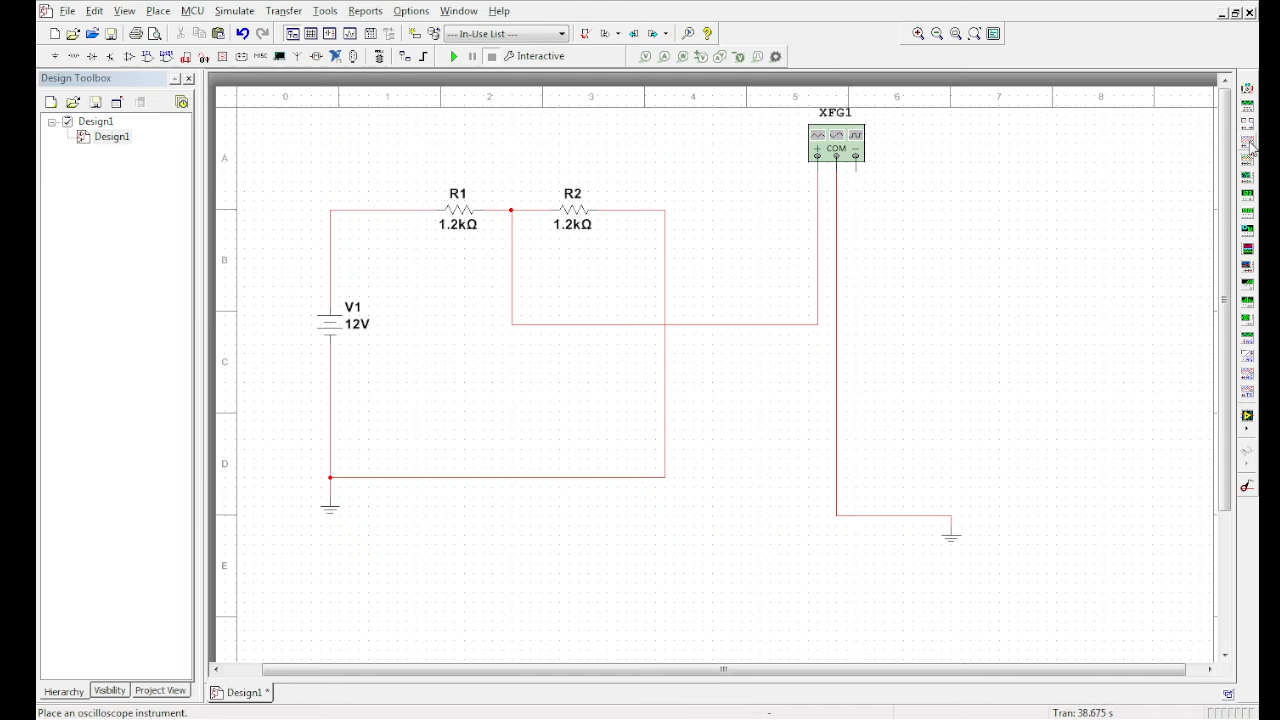 File Edit View Place MCU Simulate Transfer Tools Reports Options Window Help
--- In-Use List ---
Interactive
Design Toolbox
Design1
Design1
0 1 2 3 4 5 6 7 8
XFG1
COM
A
R1 R2
1.2kΩ 1.2kΩ
B
V1
12V
C
D
E
Hierarchy Visibility Project View
Design1 *
Place an oscilloscope instrument. - Tran: 38.675 s